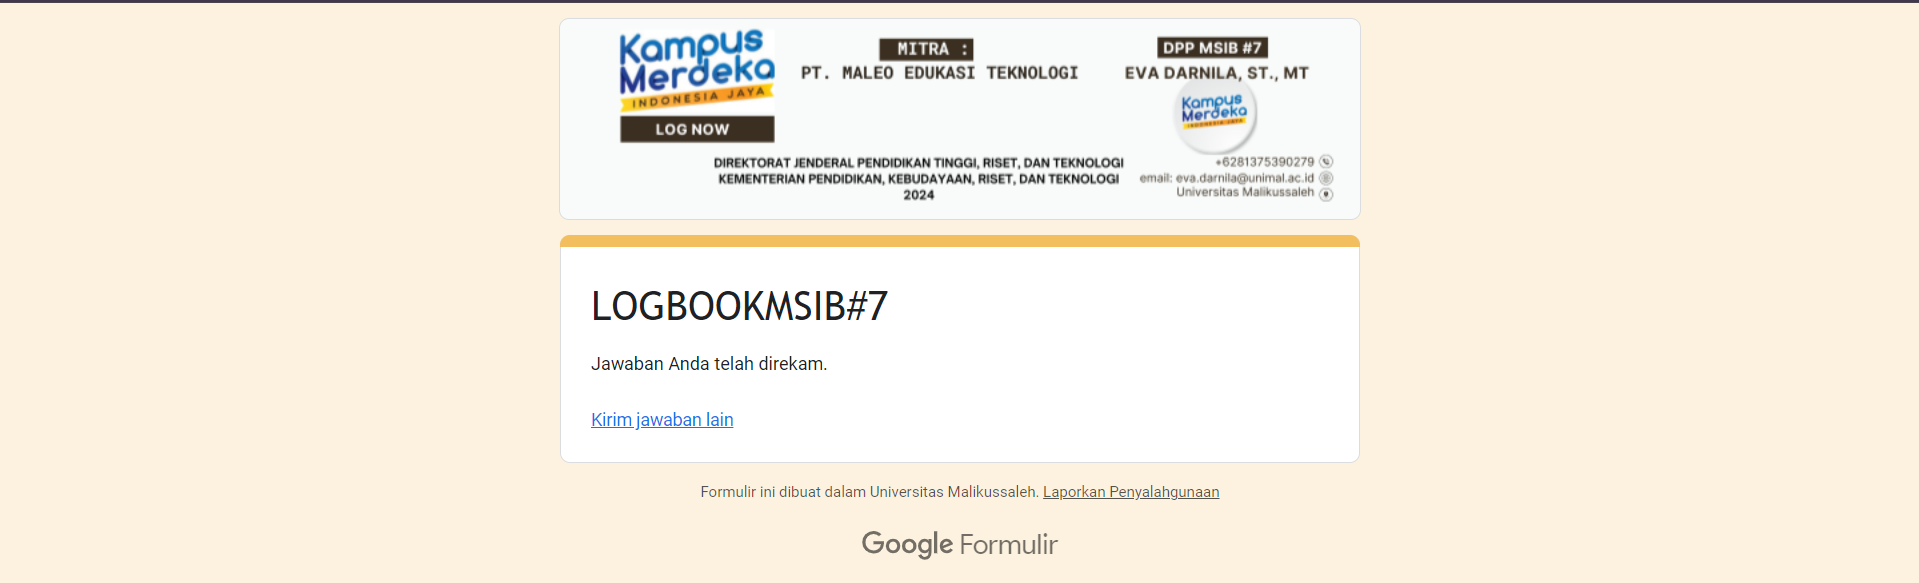 Kampus
Merdeka
INDONESIA JAYA
LOG NOW
MITRA :
PT. MALEO EDUKASI TEKNOLOGI
DPP MSIB #7
EVA DARNILA, ST., MT
Kampus
Merdeka
INDONESIA JAYA
DIREKTORAT JENDERAL PENDIDIKAN TINGGI, RISET, DAN TEKNOLOGI
KEMENTERIAN PENDIDIKAN, KEBUDAYAAN, RISET, DAN TEKNOLOGI
2024
+6281375390279
email: eva.darnila@unimal.ac.id
Universitas Malikussaleh
LOGBOOKMSIB#7
Jawaban Anda telah direkam.
Kirim jawaban lain
Formulir ini dibuat dalam Universitas Malikussaleh. Laporkan Penyalahgunaan
Google Formulir